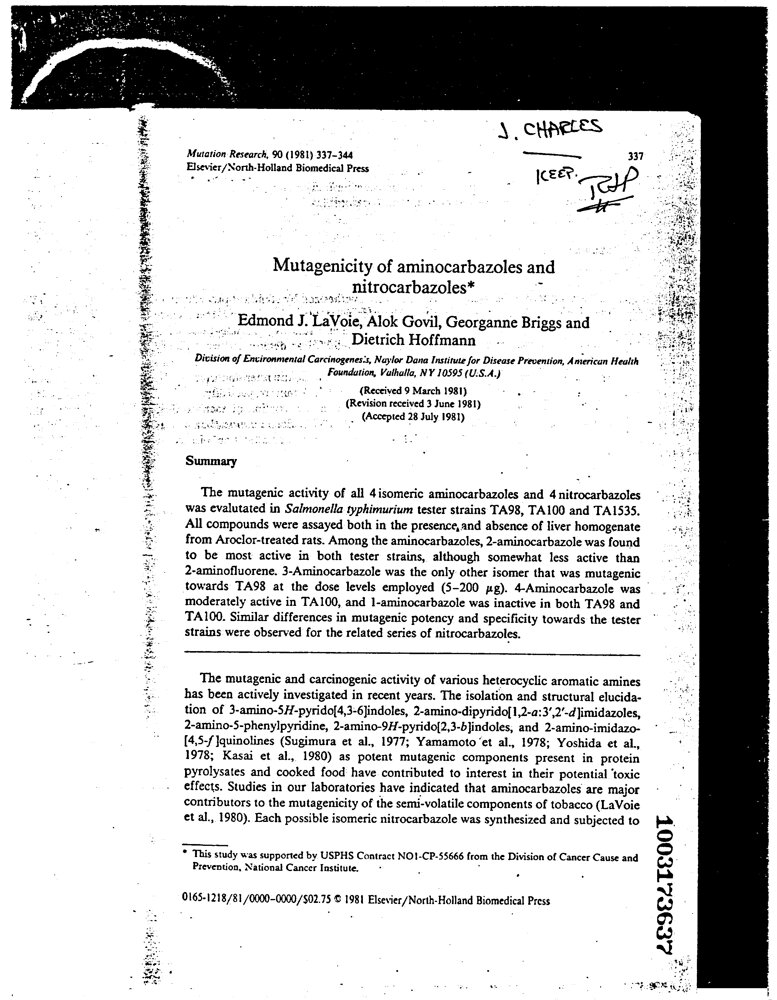 J. CHARLES
Mutation Research, 90 (1981) 337–344
337
Elsevier/North-Holland Biomedical Press
KEEP.
Mutagenicity of aminocarbazoles and
nitrocarbazoles*
Edmond J. LaVoie, Alok Govil, Georganne Briggs and
Dietrich Hoffmann
Division of Environmental Carcinogenesis, Naylor Dana Institute for Disease Prevention, American Health
Foundation, Valhalla, NY 10595 (U.S.A.)
(Received 9 March 1981)
(Revision received 3 June 1981)
(Accepted 28 July 1981)
Summary
The mutagenic activity of all 4 isomeric aminocarbazoles and 4 nitrocarbazoles
was evalutated in Salmonella typhimurium tester strains TA98, TA100 and TA1535.
All compounds were assayed both in the presence and absence of liver homogenate
from Aroclor-treated rats. Among the aminocarbazoles, 2-aminocarbazole was found
to be most active in both tester strains, although somewhat less active than
2-aminofluorene. 3-Aminocarbazole was the only other isomer that was mutagenic
towards TA98 at the dose levels employed (5–200 μg). 4-Aminocarbazole was
moderately active in TA100, and 1-aminocarbazole was inactive in both TA98 and
TA100. Similar differences in mutagenic potency and specificity towards the tester
strains were observed for the related series of nitrocarbazoles.
The mutagenic and carcinogenic activity of various heterocyclic aromatic amines
has been actively investigated in recent years. The isolation and structural elucida-
tion of 3-amino-5H-pyrido[4,3-6]indoles, 2-amino-dipyrido[1,2-a:3′,2′-d]imidazoles,
2-amino-5-phenylpyridine, 2-amino-9H-pyrido[2,3-b]indoles, and 2-amino-imidazo-
[4,5-f]quinolines (Sugimura et al., 1977; Yamamoto et al., 1978; Yoshida et al.,
1978; Kasai et al., 1980) as potent mutagenic components present in protein
pyrolysates and cooked food have contributed to interest in their potential toxic
effects. Studies in our laboratories have indicated that aminocarbazoles are major
contributors to the mutagenicity of the semi-volatile components of tobacco (LaVoie
et al., 1980). Each possible isomeric nitrocarbazole was synthesized and subjected to
* This study was supported by USPHS Contract NO1-CP-55666 from the Division of Cancer Cause and
Prevention, National Cancer Institute.
0165-1218/81/0000–0000/$02.75 © 1981 Elsevier/North-Holland Biomedical Press
1003173637